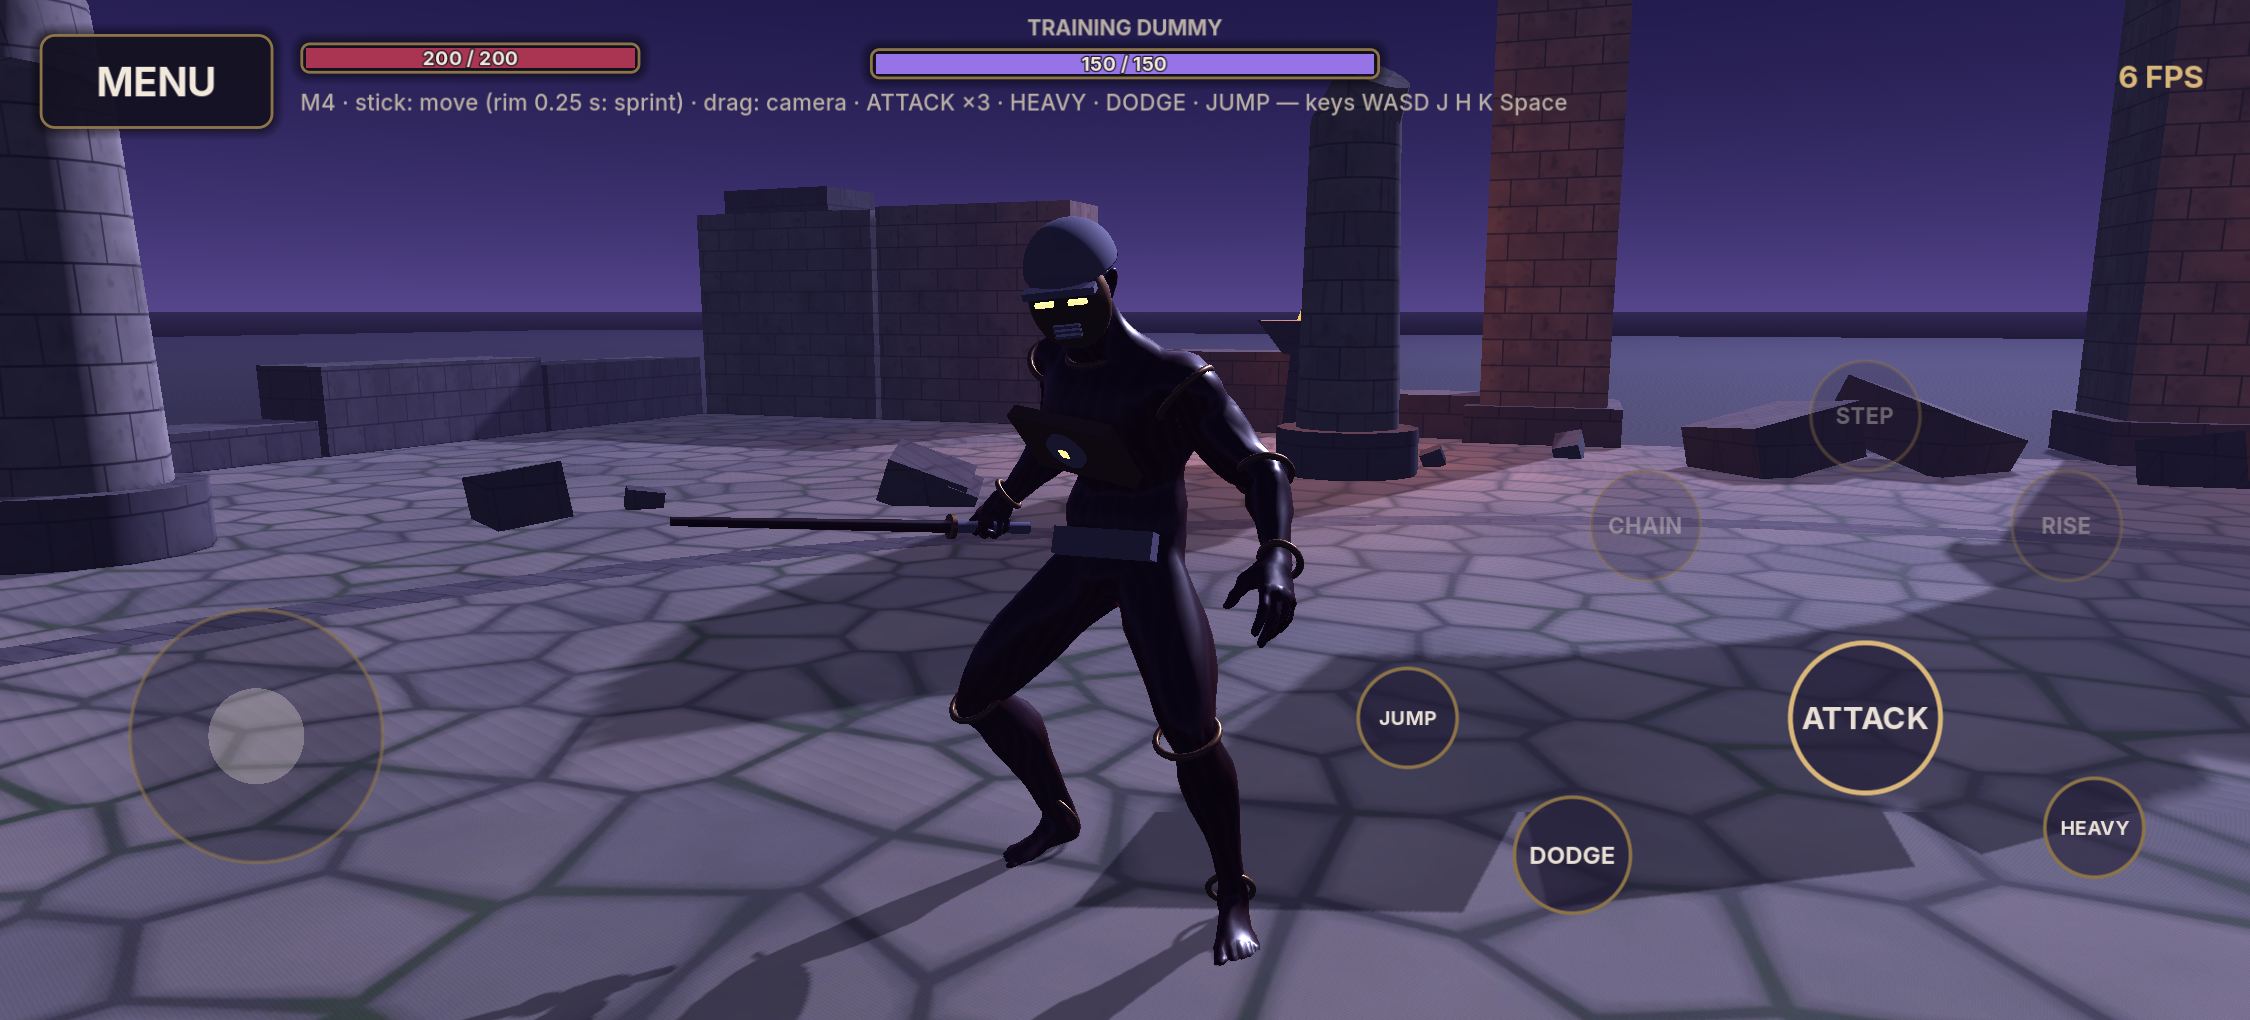 TRAINING DUMMY
MENU
200 / 200
150 / 150
6 FPS
M4 · stick: move (rim 0.25 s: sprint) · drag: camera · ATTACK ×3 · HEAVY · DODGE · JUMP — keys WASD J H K Space
STEP
CHAIN
RISE
JUMP
ATTACK
HEAVY
DODGE